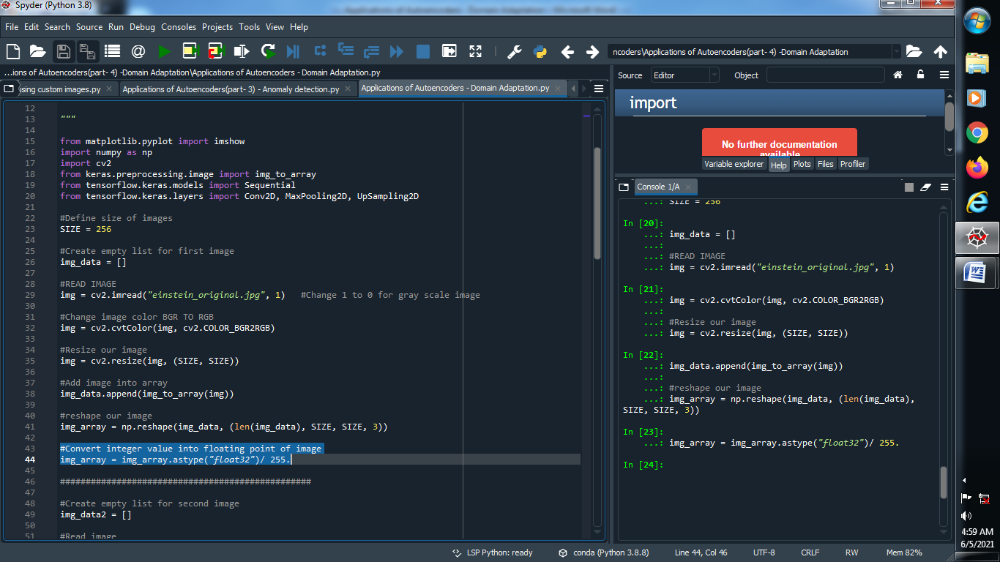 Spyder (Python 3.8)
File Edit Search Source Run Debug Consoles Projects Tools View Help
ncoders\Applications of Autoencoders(part- 4) -Domain Adaptation
...ions of Autoencoders(part- 4) -Domain Adaptation\Applications of Autoencoders - Domain Adaptation.py
ising custom images.py Applications of Autoencoders(part- 3) - Anomaly detection.py Applications of Autoencoders - Domain Adaptation.py
12
13 """
14
15 from matplotlib.pyplot import imshow
16 import numpy as np
17 import cv2
18 from keras.preprocessing.image import img_to_array
19 from tensorflow.keras.models import Sequential
20 from tensorflow.keras.layers import Conv2D, MaxPooling2D, UpSampling2D
21
22 #Define size of images
23 SIZE = 256
24
25 #Create empty list for first image
26 img_data = []
27
28 #READ IMAGE
29 img = cv2.imread("einstein_original.jpg", 1)   #Change 1 to 0 for gray scale image
30
31 #Change image color BGR TO RGB
32 img = cv2.cvtColor(img, cv2.COLOR_BGR2RGB)
33
34 #Resize our image
35 img = cv2.resize(img, (SIZE, SIZE))
36
37 #Add image into array
38 img_data.append(img_to_array(img))
39
40 #reshape our image
41 img_array = np.reshape(img_data, (len(img_data), SIZE, SIZE, 3))
42
43 #Convert integer value into floating point of image
44 img_array = img_array.astype("float32")/ 255.
45
46 #################################################
47
48 #Create empty list for second image
49 img_data2 = []
50
51 #Read image
Source Editor Object
import
No further documentation
available
Variable explorer Help Plots Files Profiler
Console 1/A
...: SIZE = 256
In [20]:
...: img_data = []
...:
...: #READ IMAGE
...: img = cv2.imread("einstein_original.jpg", 1)
In [21]:
...: img = cv2.cvtColor(img, cv2.COLOR_BGR2RGB)
...:
...: #Resize our image
...: img = cv2.resize(img, (SIZE, SIZE))
In [22]:
...: img_data.append(img_to_array(img))
...:
...: #reshape our image
...: img_array = np.reshape(img_data, (len(img_data),
SIZE, SIZE, 3))
In [23]:
...: img_array = img_array.astype("float32")/ 255.
In [24]:
LSP Python: ready conda (Python 3.8.8) Line 44, Col 46 UTF-8 CRLF RW Mem 82%
4:59 AM
6/5/2021